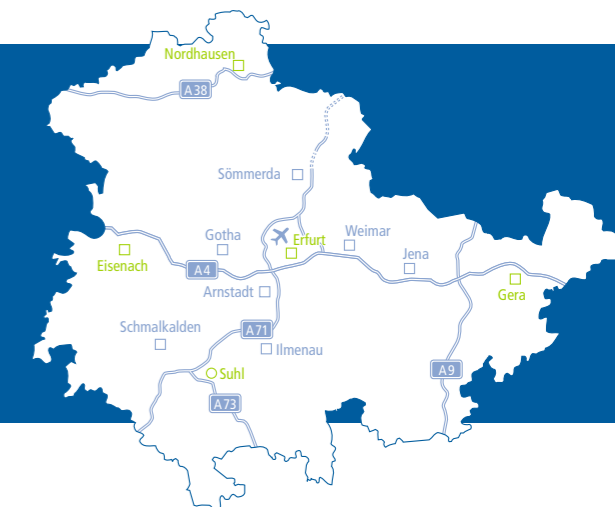 Nordhausen
A38
Sömmerda
Gotha
Erfurt
Weimar
Jena
Eisenach
A4
Arnstadt
Gera
Schmalkalden
A71
Ilmenau
Suhl
A9
A73